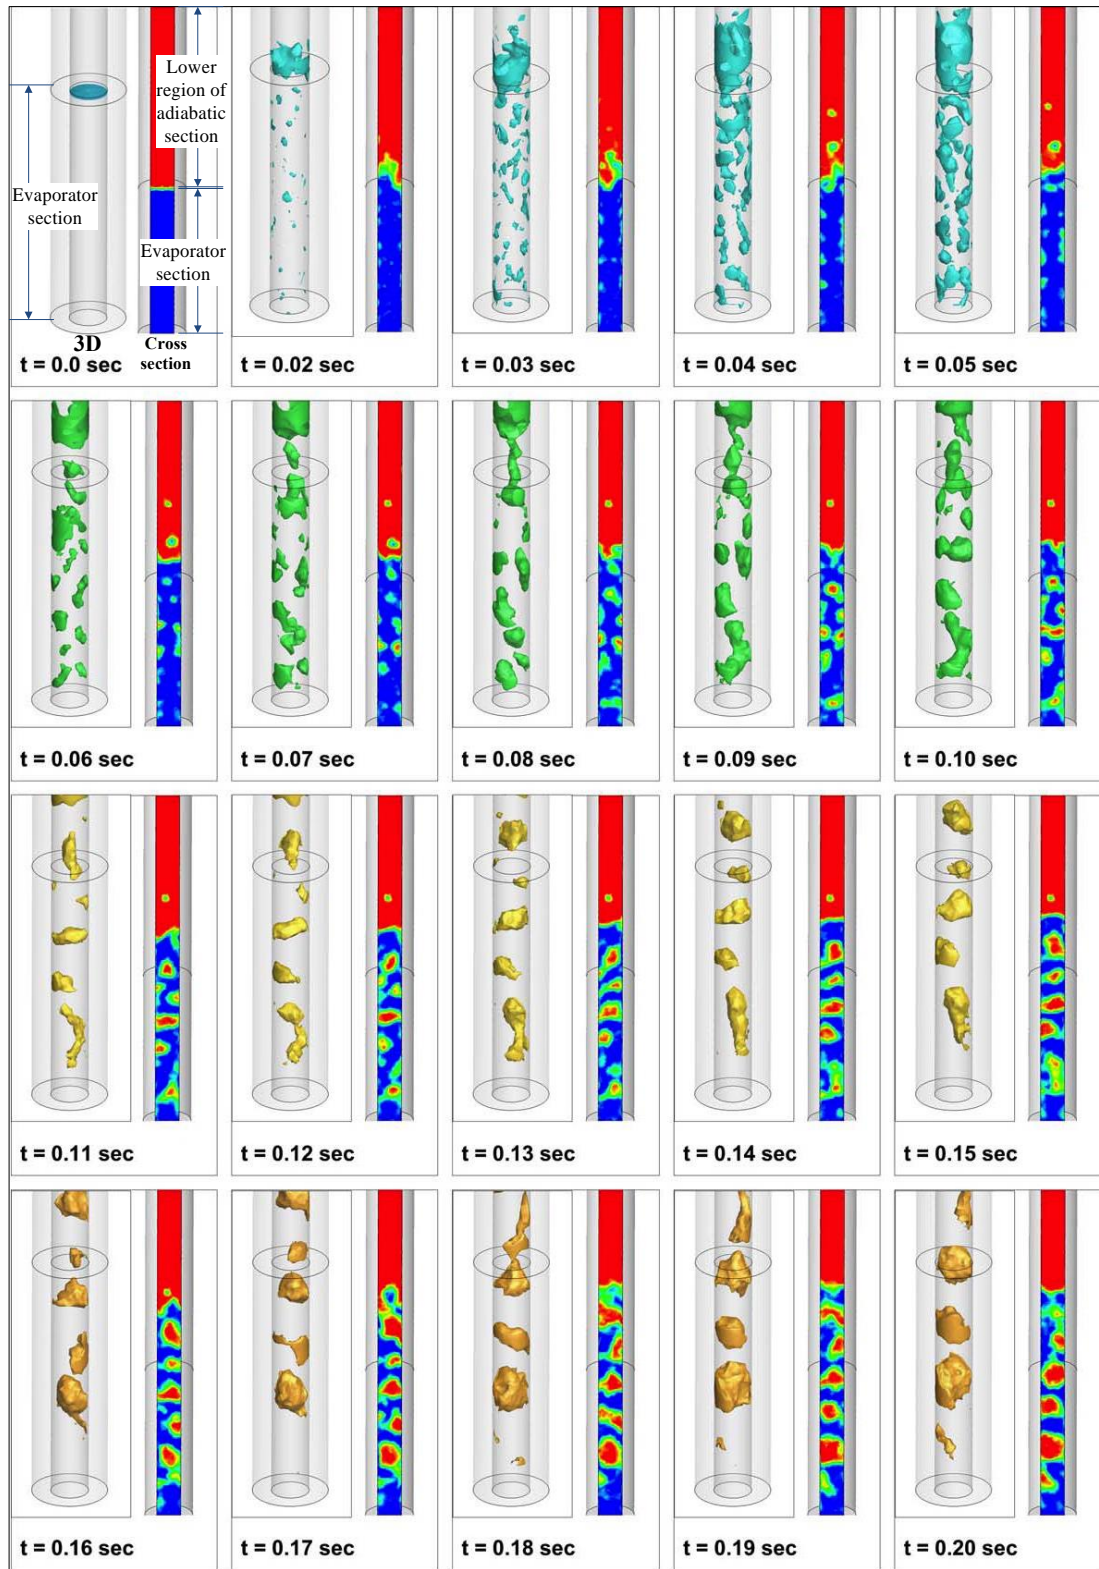 Lower
region of
adiabatic
section
Evaporator
section
Evaporator
section
3D
Cross
section
t = 0.0 sec
t = 0.02 sec
t = 0.03 sec
t = 0.04 sec
t = 0.05 sec
t = 0.06 sec
t = 0.07 sec
t = 0.08 sec
t = 0.09 sec
t = 0.10 sec
t = 0.11 sec
t = 0.12 sec
t = 0.13 sec
t = 0.14 sec
t = 0.15 sec
t = 0.16 sec
t = 0.17 sec
t = 0.18 sec
t = 0.19 sec
t = 0.20 sec